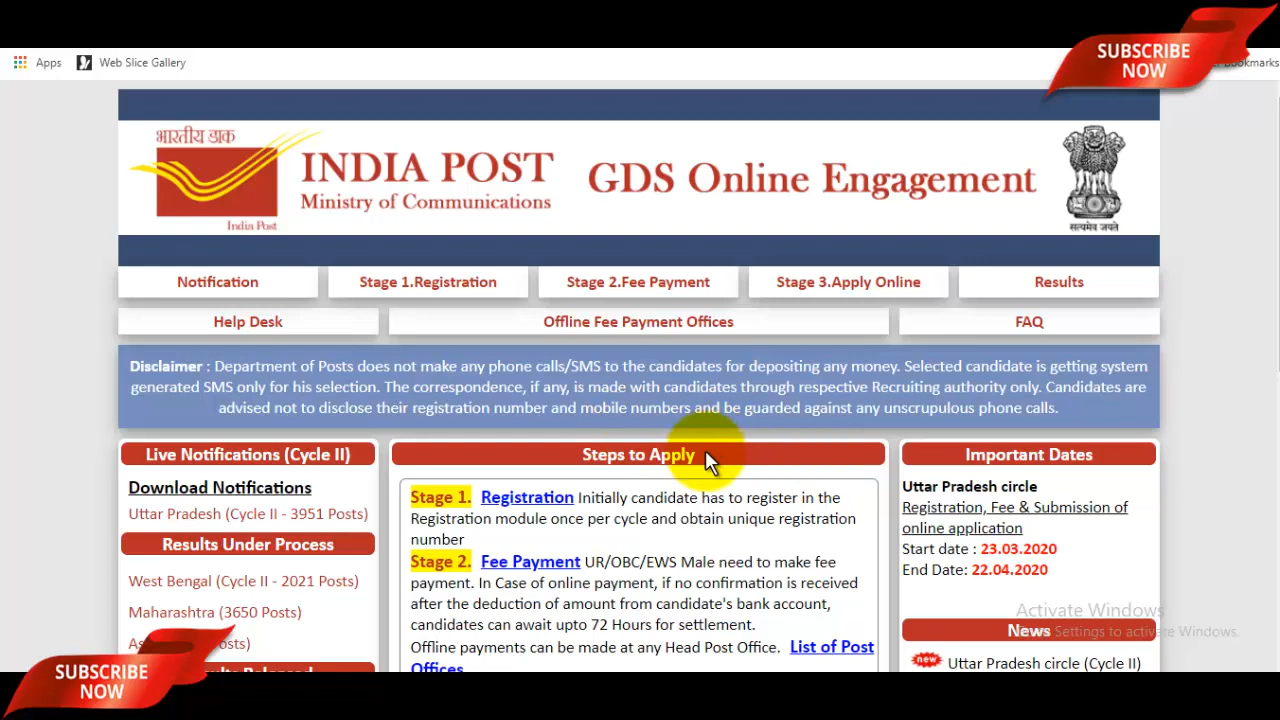 SUBSCRIBE
NOW
Apps Web Slice Gallery
Bookmarks
भारतीय डाक
INDIA POST
Ministry of Communications
India Post
GDS Online Engagement
सत्यमेव जयते
Notification Stage 1.Registration Stage 2.Fee Payment Stage 3.Apply Online Results
Help Desk Offline Fee Payment Offices FAQ
Disclaimer : Department of Posts does not make any phone calls/SMS to the candidates for depositing any money. Selected candidate is getting system
generated SMS only for his selection. The correspondence, if any, is made with candidates through respective Recruiting authority only. Candidates are
advised not to disclose their registration number and mobile numbers and be guarded against any unscrupulous phone calls.
Live Notifications (Cycle II)
Download Notifications
Uttar Pradesh (Cycle II - 3951 Posts)
Results Under Process
West Bengal (Cycle II - 2021 Posts)
Maharashtra (3650 Posts)
Steps to Apply
Stage 1. Registration Initially candidate has to register in the
Registration module once per cycle and obtain unique registration
number
Stage 2. Fee Payment UR/OBC/EWS Male need to make fee
payment. In Case of online payment, if no confirmation is received
after the deduction of amount from candidate's bank account,
candidates can await upto 72 Hours for settlement.
Offline payments can be made at any Head Post Office. List of Post
Offices
Important Dates
Uttar Pradesh circle
Registration, Fee & Submission of
online application
Start date : 23.03.2020
End Date: 22.04.2020
Activate Windows
Settings to activate Windows.
News
new Uttar Pradesh circle (Cycle II)
SUBSCRIBE
NOW